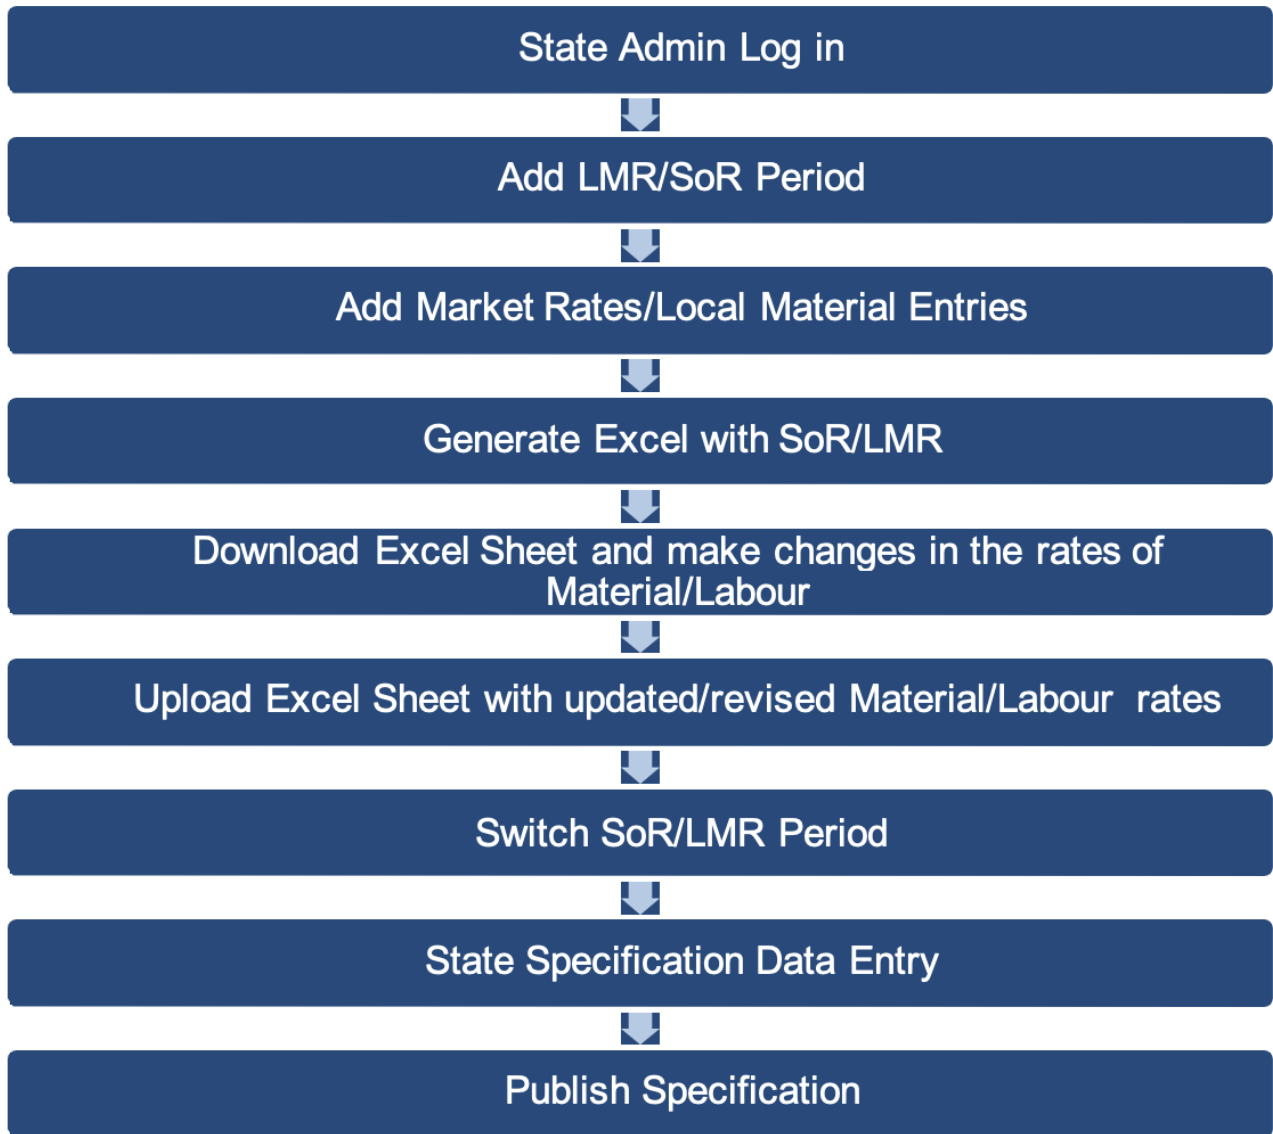 State Admin Log in
Add LMR/SoR Period
Add Market Rates/Local Material Entries
Generate Excel with SoR/LMR
Download Excel Sheet and make changes in the rates of
Material/Labour
Upload Excel Sheet with updated/revised Material/Labour rates
Switch SoR/LMR Period
State Specification Data Entry
Publish Specification